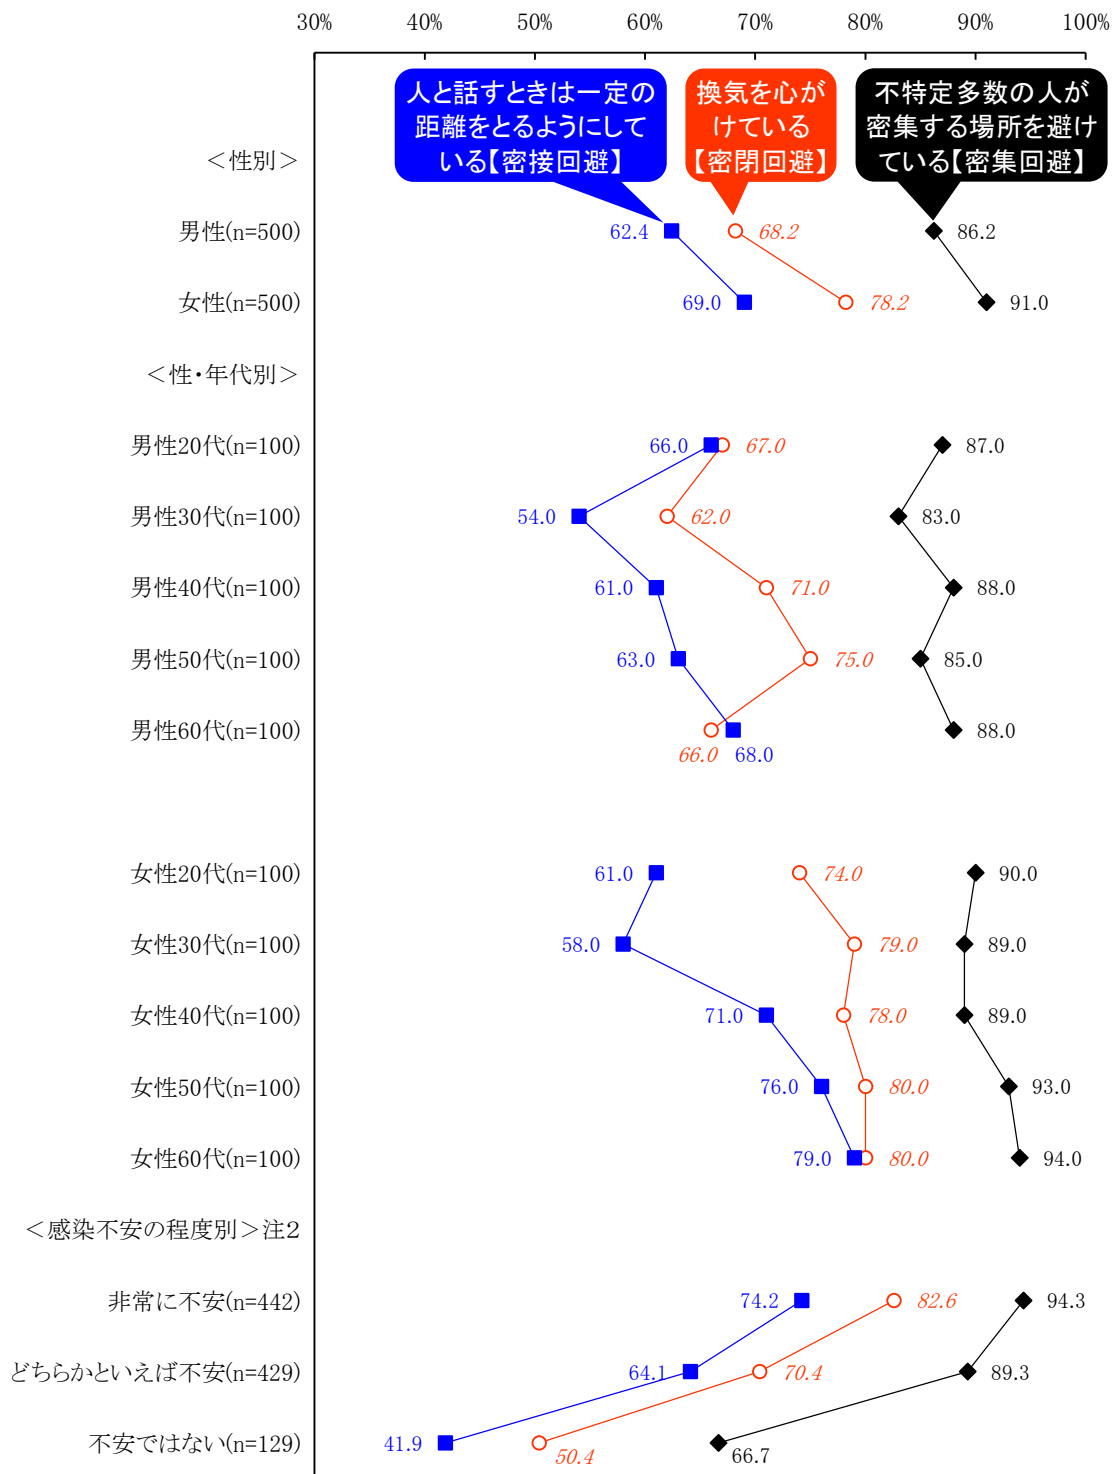 30% 40% 50% 60% 70% 80% 90% 100%
人と話すときは一定の
距離をとるようにして
いる【密接回避】
換気を心が
けている
【密閉回避】
不特定多数の人が
密集する場所を避け
ている【密集回避】
＜性別＞
男性(n=500) 62.4 68.2 86.2
女性(n=500) 69.0 78.2 91.0
＜性・年代別＞
男性20代(n=100) 66.0 67.0 87.0
男性30代(n=100) 54.0 62.0 83.0
男性40代(n=100) 61.0 71.0 88.0
男性50代(n=100) 63.0 75.0 85.0
男性60代(n=100) 66.0 68.0 88.0
女性20代(n=100) 61.0 74.0 90.0
女性30代(n=100) 58.0 79.0 89.0
女性40代(n=100) 71.0 78.0 89.0
女性50代(n=100) 76.0 80.0 93.0
女性60代(n=100) 79.0 80.0 94.0
＜感染不安の程度別＞注2
非常に不安(n=442) 74.2 82.6 94.3
どちらかといえば不安(n=429) 64.1 70.4 89.3
不安ではない(n=129) 41.9 50.4 66.7